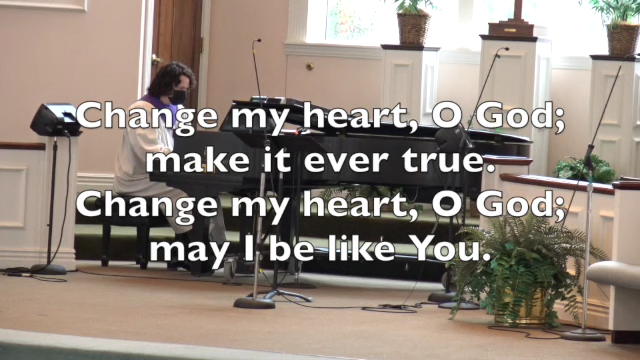 Change my heart, O God;
make it ever true.
Change my heart, O God;
may I be like You.